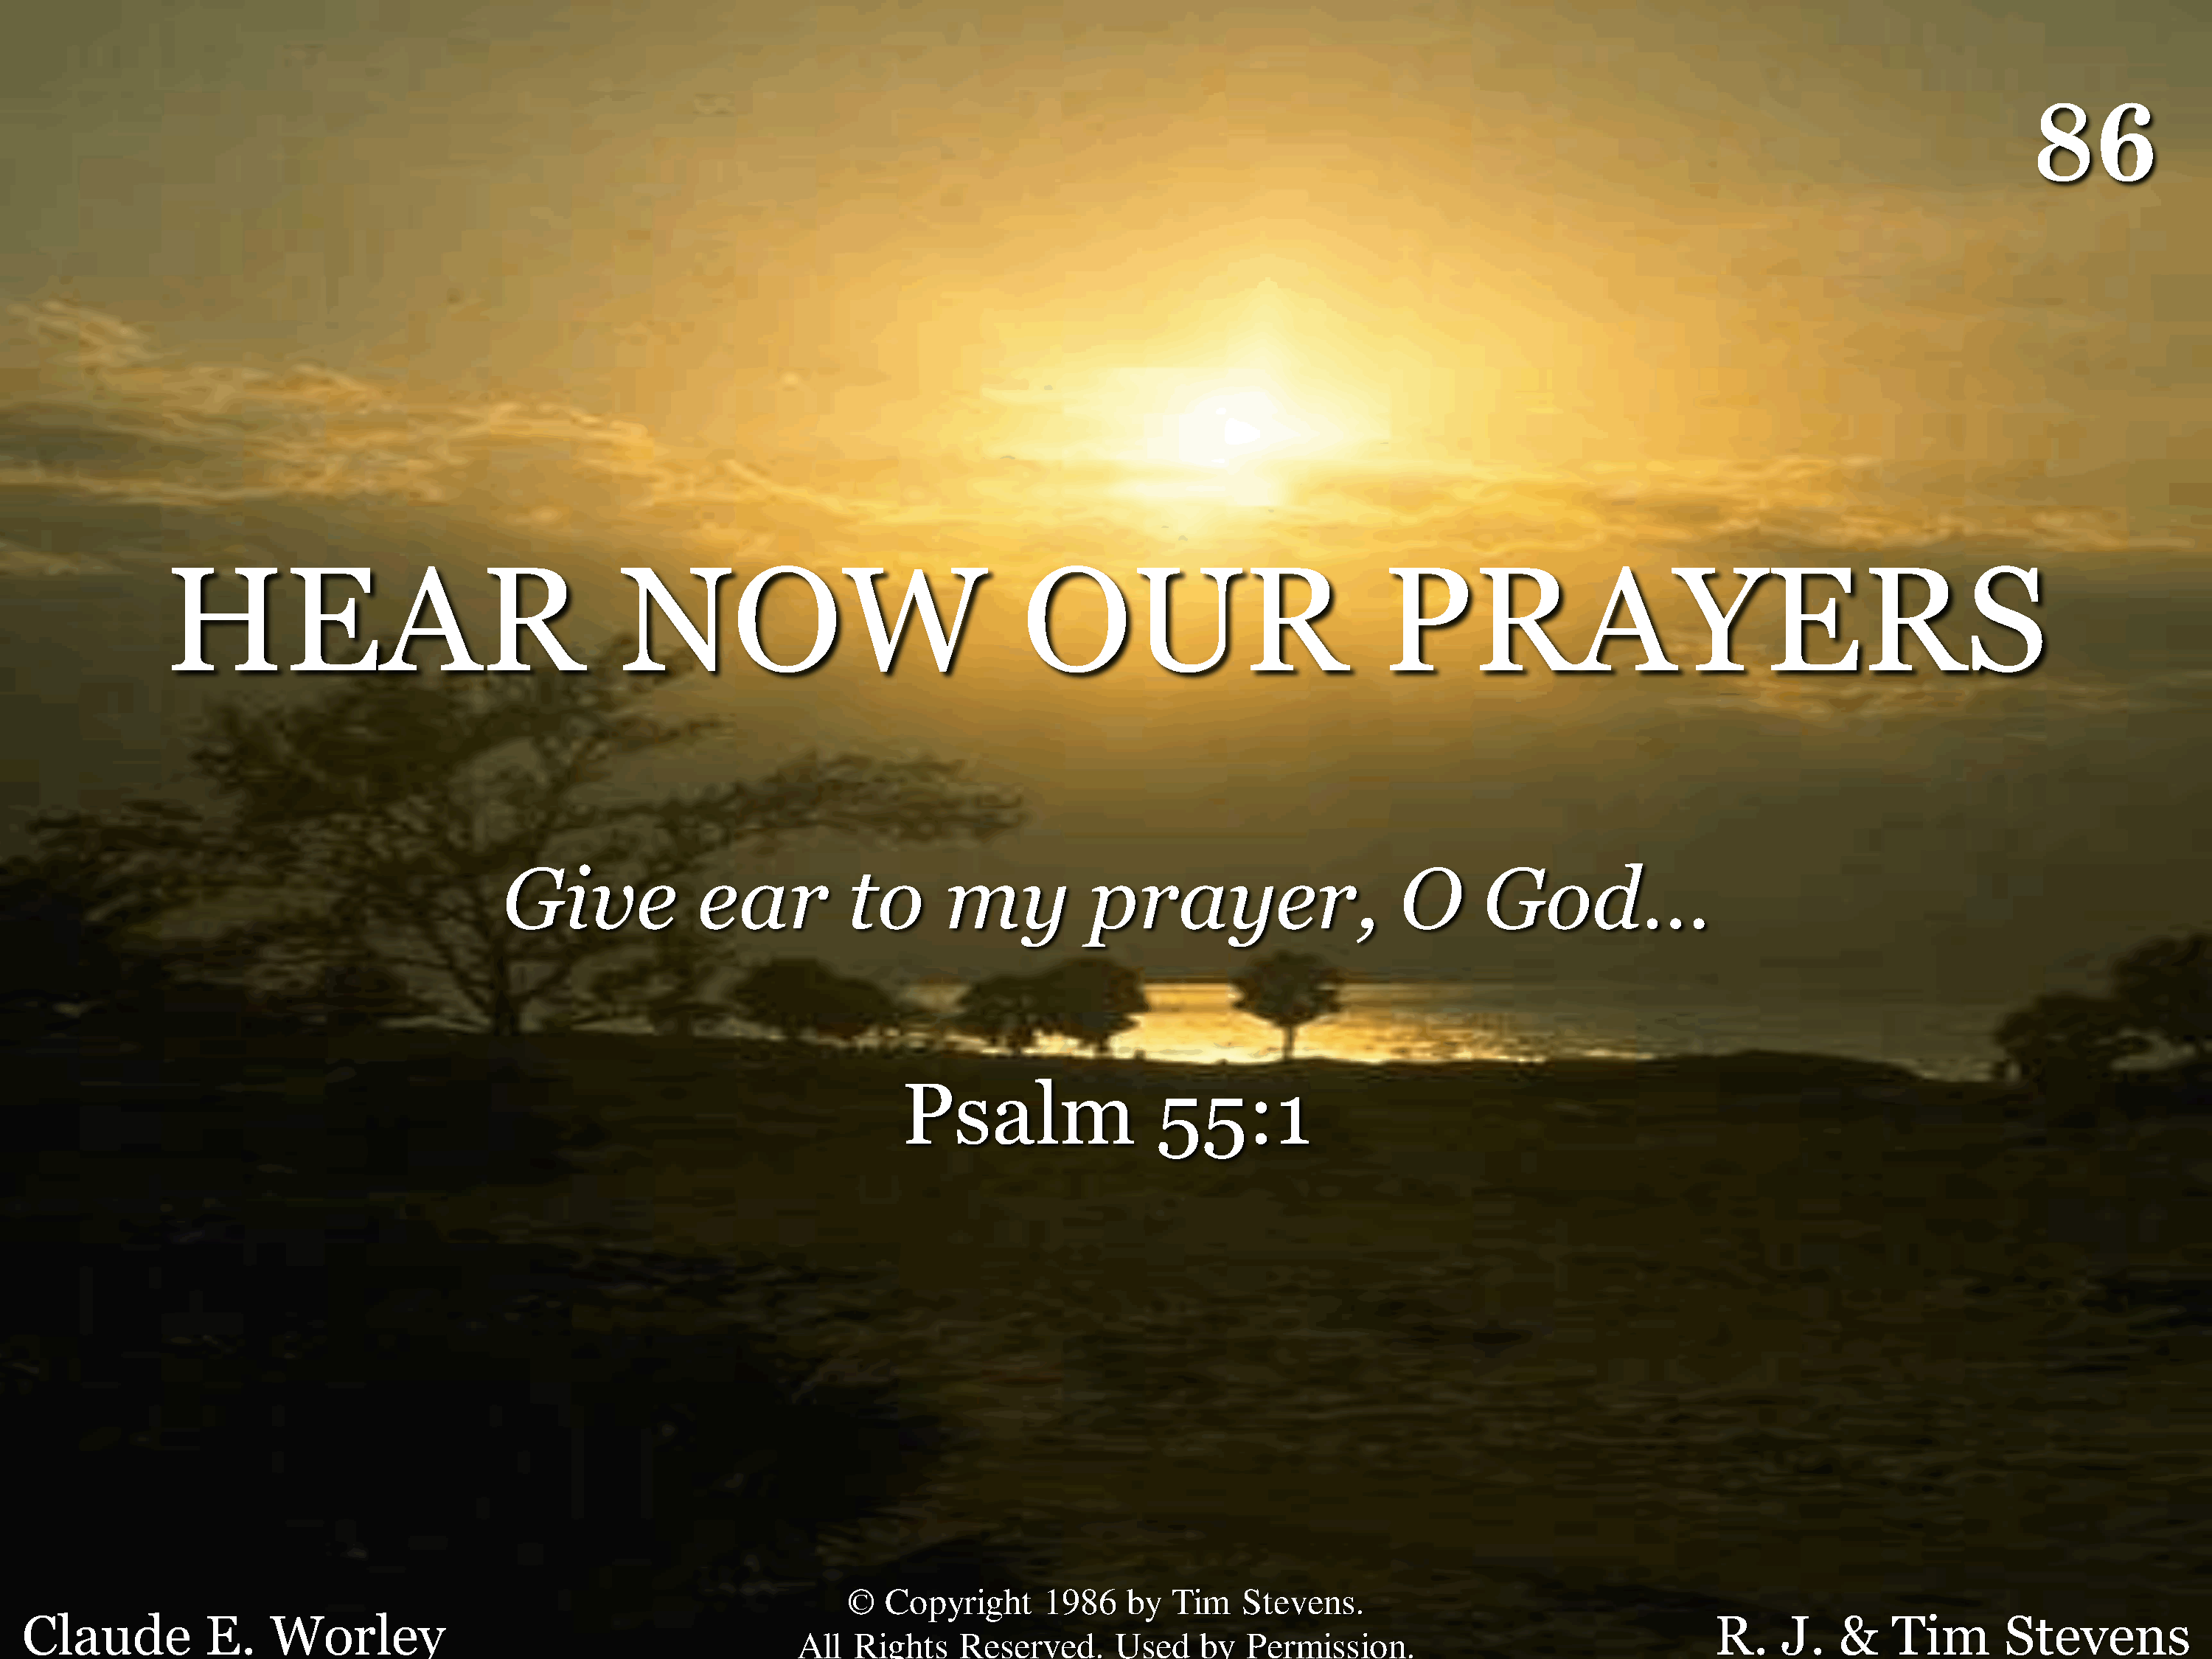 86
HEAR NOW OUR PRAYERS
Give ear to my prayer, O God...
Psalm 55:1
© Copyright 1986 by Tim Stevens.
All Rights Reserved. Used by Permission.
Claude E. Worley
R. J. & Tim Stevens